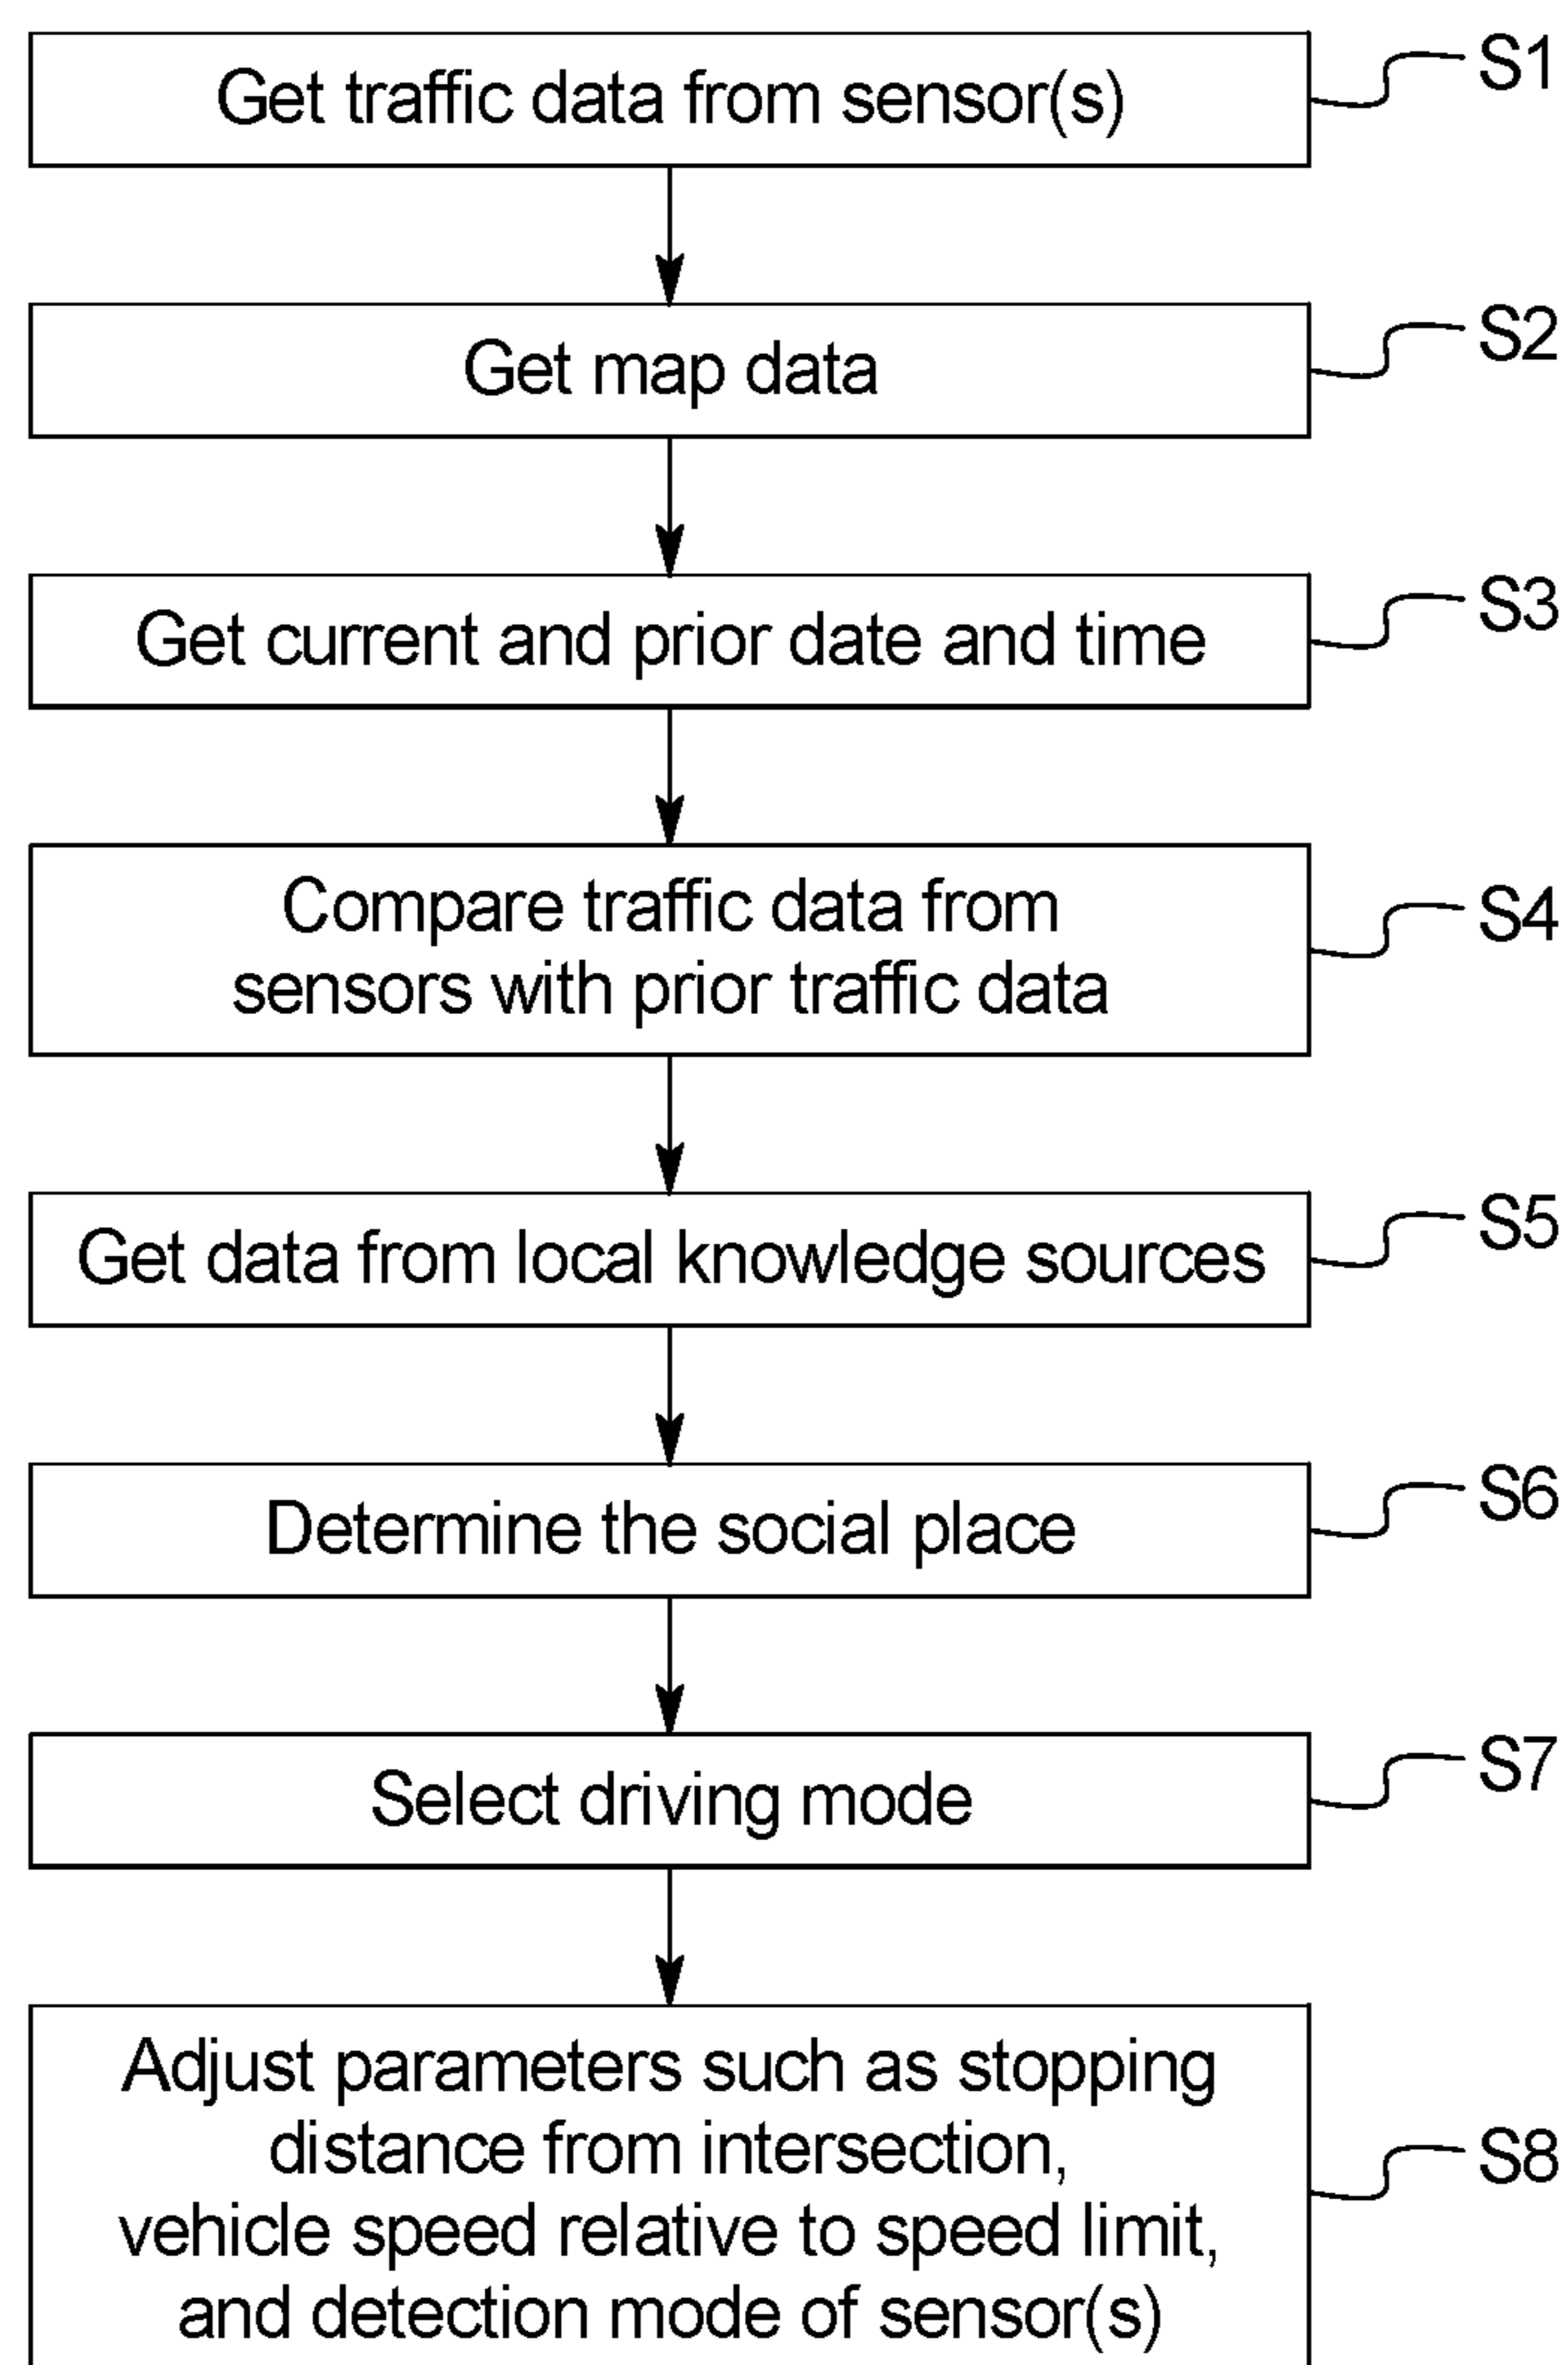 Get traffic data from sensor(s)
S1
Get map data
S2
Get current and prior date and time
S3
Compare traffic data from
sensors with prior traffic data
S4
Get data from local knowledge sources
S5
Determine the social place
S6
Select driving mode
S7
Adjust parameters such as stopping
distance from intersection,
vehicle speed relative to speed limit,
and detection mode of sensor(s)
S8